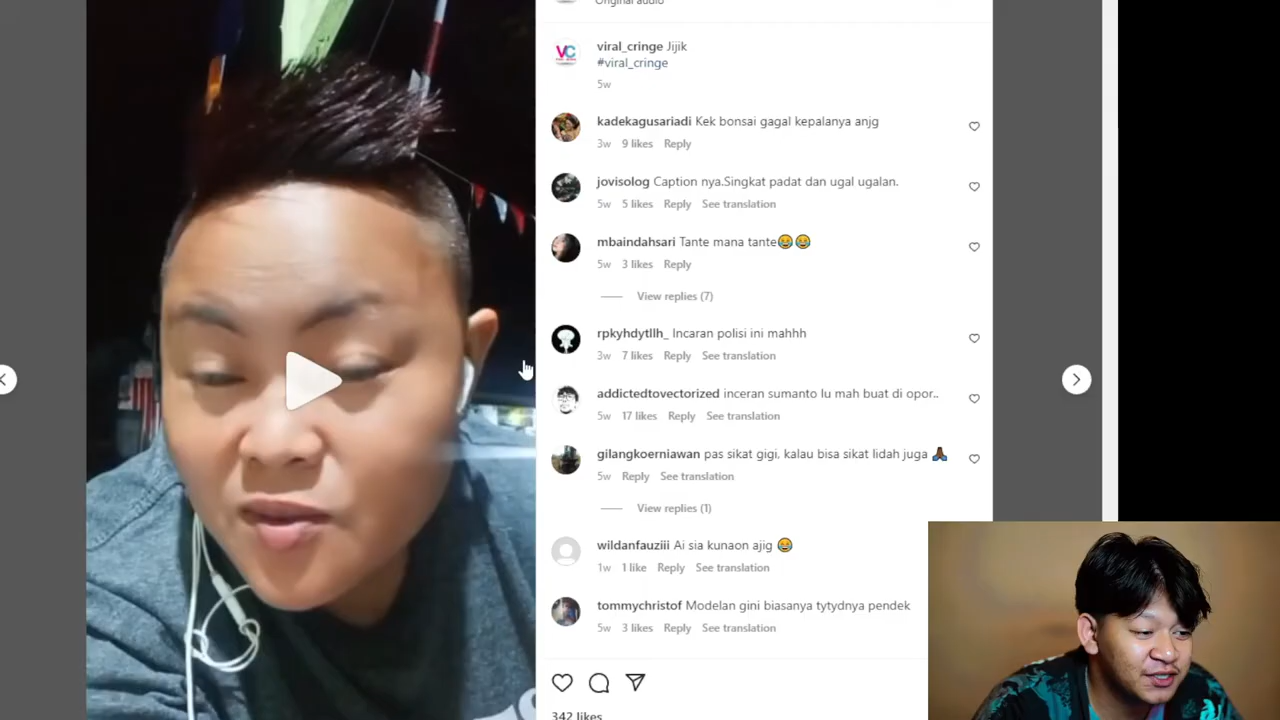 Original audio
VC
viral_cringe Jijik
#viral_cringe
5w
kadekagusariadi Kek bonsai gagal kepalanya anjg
3w 9 likes Reply
jovisolog Caption nya.Singkat padat dan ugal ugalan.
5w 5 likes Reply See translation
mbaindahsari Tante mana tante😂😂
5w 3 likes Reply
View replies (7)
rpkyhdytllh_ Incaran polisi ini mahhh
3w 7 likes Reply See translation
addictedtovectorized inceran sumanto lu mah buat di opor..
5w 17 likes Reply See translation
gilangkoerniawan pas sikat gigi, kalau bisa sikat lidah juga 🙏🏿
5w Reply See translation
View replies (1)
wildanfauziii Ai sia kunaon ajig 😂
1w 1 like Reply See translation
tommychristof Modelan gini biasanya tytydnya pendek
5w 3 likes Reply See translation
342 likes